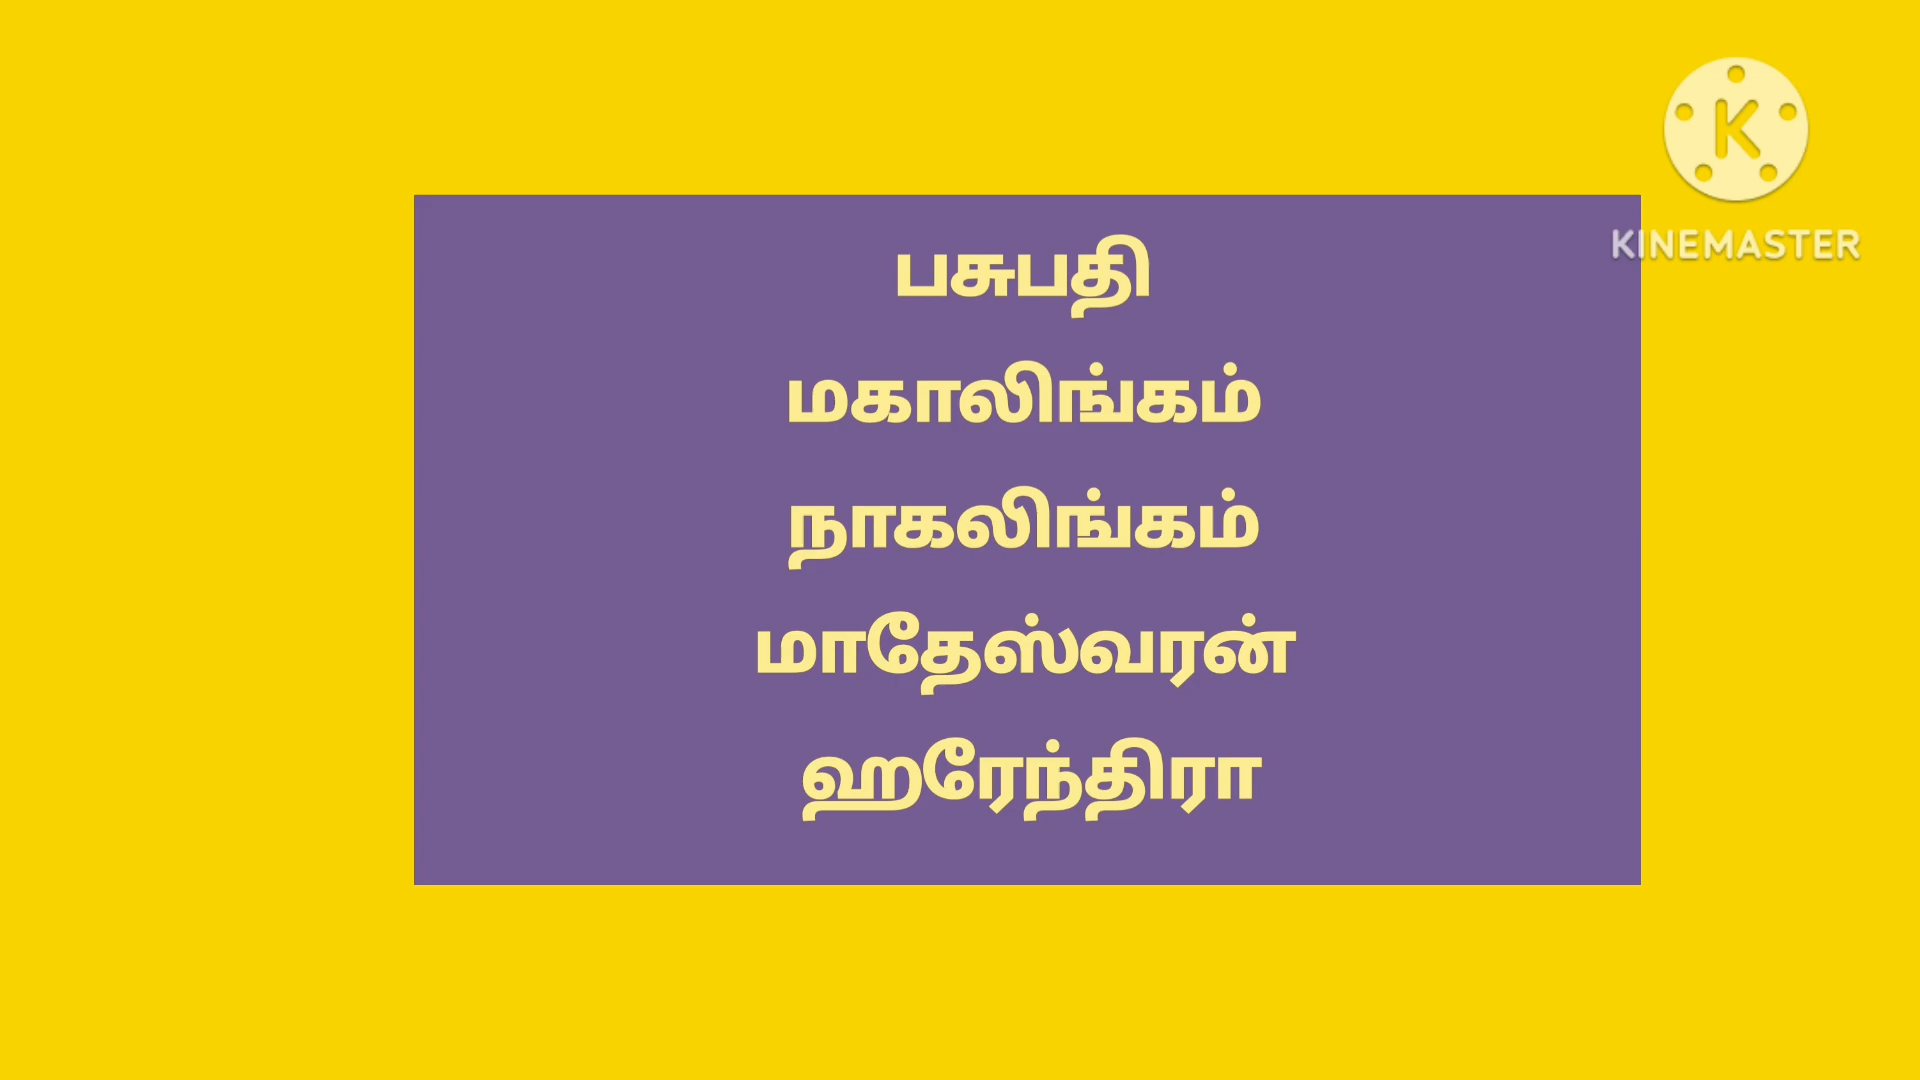 பசுபதி
மகாலிங்கம்
நாகலிங்கம்
மாதேஸ்வரன்
ஹரேந்திரா
K
KINEMASTER